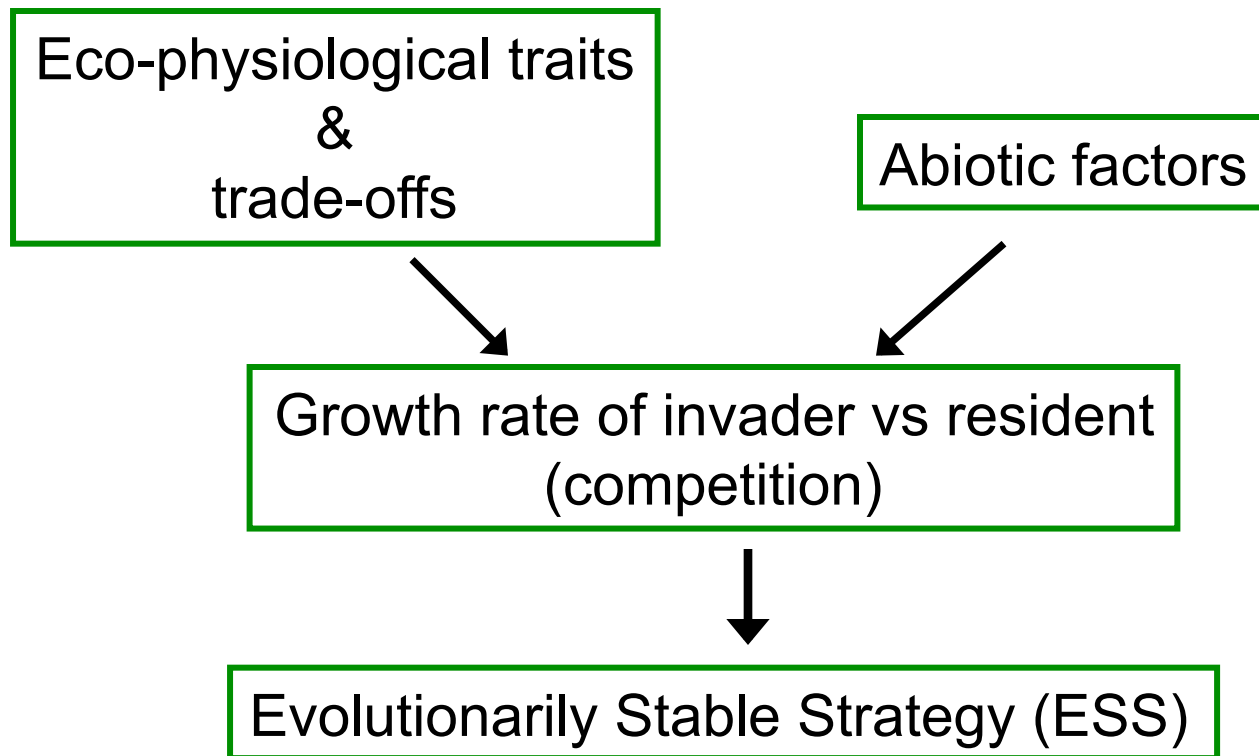 Eco-physiological traits
&
trade-offs
Abiotic factors
Growth rate of invader vs resident
(competition)
Evolutionarily Stable Strategy (ESS)